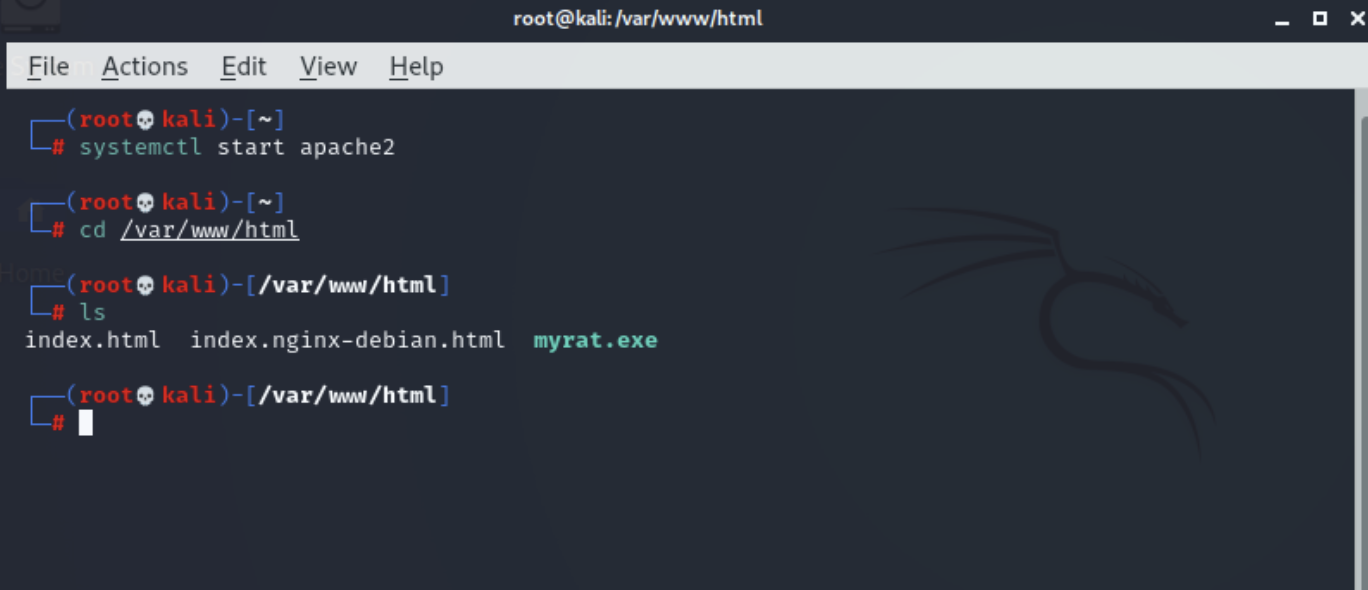 root@kali: /var/www/html
File Actions Edit View Help
┌──(root💀kali)-[~]
└─# systemctl start apache2
┌──(root💀kali)-[~]
└─# cd /var/www/html
┌──(root💀kali)-[/var/www/html]
└─# ls
index.html index.nginx-debian.html myrat.exe
┌──(root💀kali)-[/var/www/html]
└─#
Home